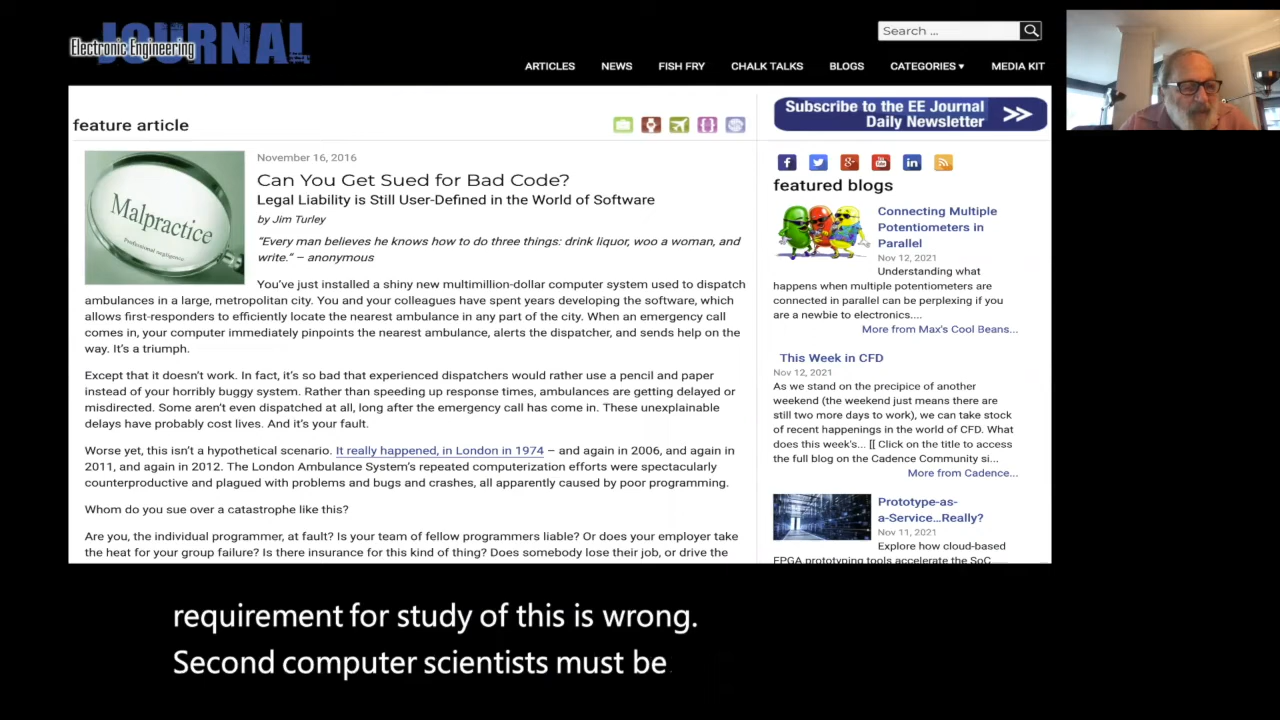 Electronic Engineering
JOURNAL
Search ...
ARTICLES NEWS FISH FRY CHALK TALKS BLOGS CATEGORIES▾ MEDIA KIT
feature article
Malpractice
Professional negligence
November 16, 2016
Can You Get Sued for Bad Code?
Legal Liability is Still User-Defined in the World of Software
by Jim Turley
“Every man believes he knows how to do three things: drink liquor, woo a woman, and
write.” – anonymous
You’ve just installed a shiny new multimillion-dollar computer system used to dispatch
ambulances in a large, metropolitan city. You and your colleagues have spent years developing the software, which
allows first-responders to efficiently locate the nearest ambulance in any part of the city. When an emergency call
comes in, your computer immediately pinpoints the nearest ambulance, alerts the dispatcher, and sends help on the
way. It’s a triumph.
Except that it doesn’t work. In fact, it’s so bad that experienced dispatchers would rather use a pencil and paper
instead of your horribly buggy system. Rather than speeding up response times, ambulances are getting delayed or
misdirected. Some aren’t even dispatched at all, long after the emergency call has come in. These unexplainable
delays have probably cost lives. And it’s your fault.
Worse yet, this isn’t a hypothetical scenario. It really happened, in London in 1974 – and again in 2006, and again in
2011, and again in 2012. The London Ambulance System’s repeated computerization efforts were spectacularly
counterproductive and plagued with problems and bugs and crashes, all apparently caused by poor programming.
Whom do you sue over a catastrophe like this?
Are you, the individual programmer, at fault? Is your team of fellow programmers liable? Or does your employer take
the heat for your group failure? Is there insurance for this kind of thing? Does somebody lose their job, or drive the
Subscribe to the EE Journal
Daily Newsletter
featured blogs
Connecting Multiple
Potentiometers in
Parallel
Nov 12, 2021
Understanding what
happens when multiple potentiometers are
connected in parallel can be perplexing if you
are a newbie to electronics....
More from Max's Cool Beans...
This Week in CFD
Nov 12, 2021
As we stand on the precipice of another
weekend (the weekend just means there are
still two more days to work), we can take stock
of recent happenings in the world of CFD. What
does this week's... [[ Click on the title to access
the full blog on the Cadence Community si...
More from Cadence...
Prototype-as-
a-Service…Really?
Nov 11, 2021
Explore how cloud-based
FPGA prototyping tools accelerate the SoC
requirement for study of this is wrong.
Second computer scientists must be